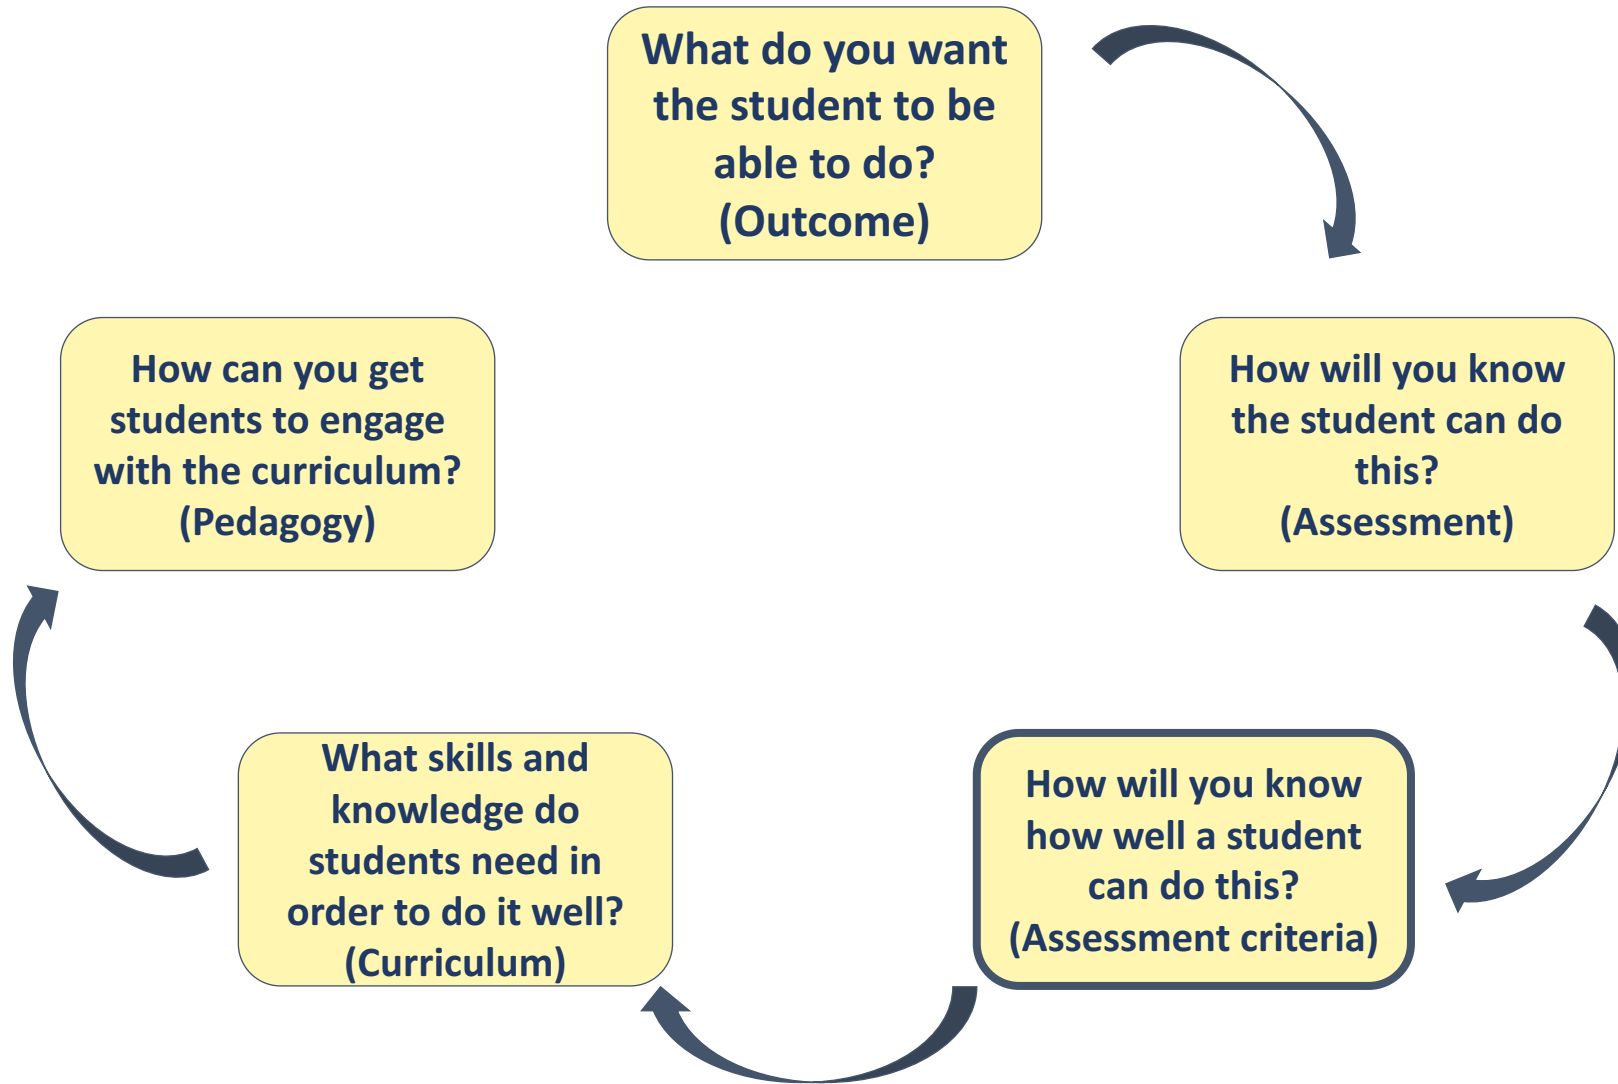 What do you want
the student to be
able to do?
(Outcome)
How will you know
the student can do
this?
(Assessment)
How will you know
how well a student
can do this?
(Assessment criteria)
What skills and
knowledge do
students need in
order to do it well?
(Curriculum)
How can you get
students to engage
with the curriculum?
(Pedagogy)